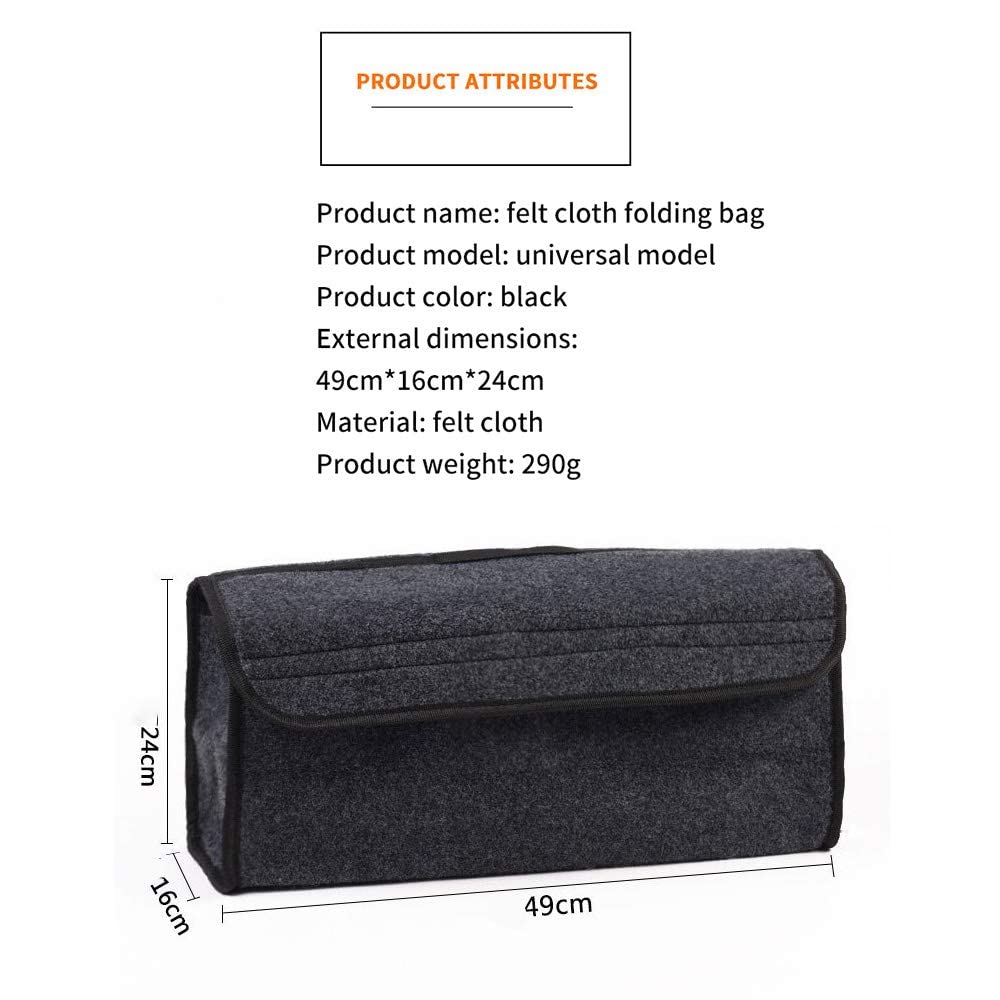 PRODUCT ATTRIBUTES
Product name: felt cloth folding bag
Product model: universal model
Product color: black
External dimensions:
49cm*16cm*24cm
Material: felt cloth
Product weight: 290g
24cm
16cm
49cm